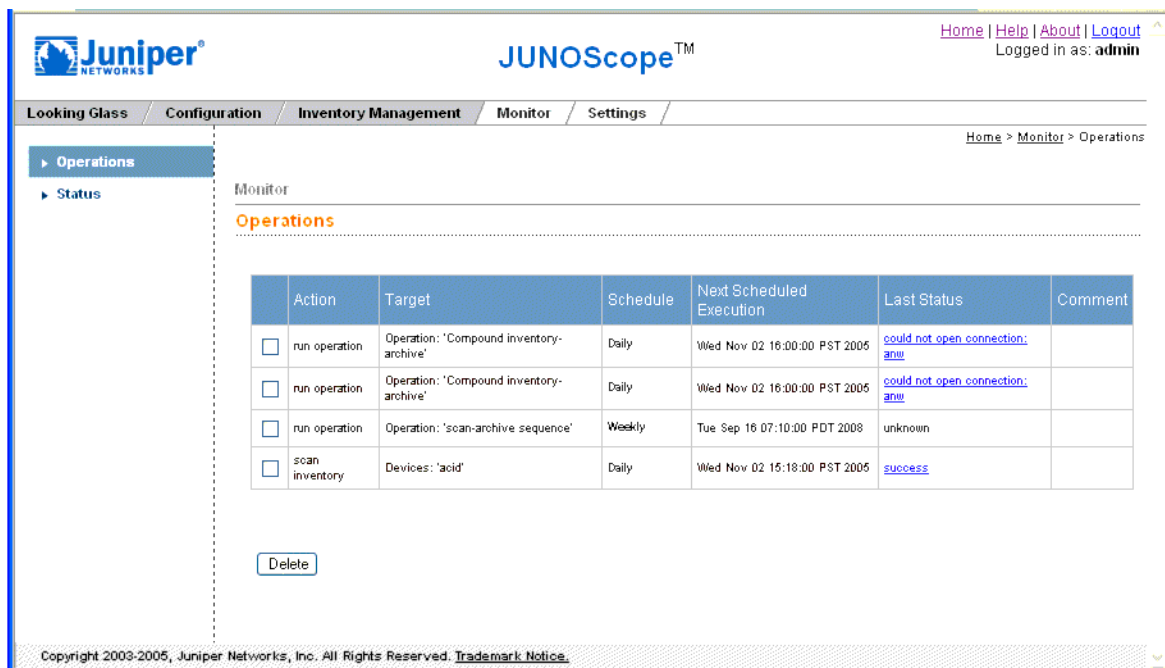 Juniper®
NETWORKS
JUNOScope™
Home | Help | About | Logout
Logged in as: admin
Looking Glass / Configuration / Inventory Management / Monitor / Settings /
Home > Monitor > Operations
Operations
Status
Monitor
Operations
Action Target Schedule Next Scheduled Execution Last Status Comment
run operation Operation: 'Compound inventory-archive' Daily Wed Nov 02 16:00:00 PST 2005 could not open connection: anw
run operation Operation: 'Compound inventory-archive' Daily Wed Nov 02 16:00:00 PST 2005 could not open connection: anw
run operation Operation: 'scan-archive sequence' Weekly Tue Sep 16 07:10:00 PDT 2008 unknown
scan inventory Devices: 'acid' Daily Wed Nov 02 15:18:00 PST 2005 success
Delete
Copyright 2003-2005, Juniper Networks, Inc. All Rights Reserved. Trademark Notice.